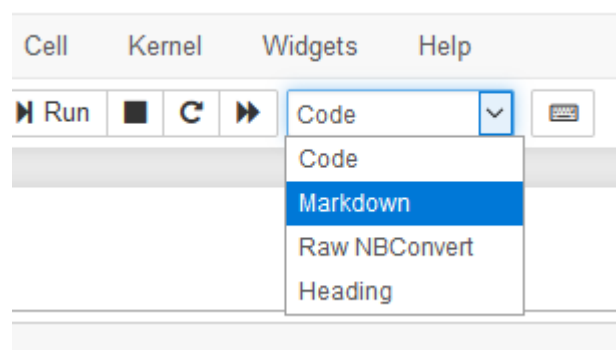 Cell Kernel Widgets Help
Run Code
Code
Markdown
Raw NBConvert
Heading